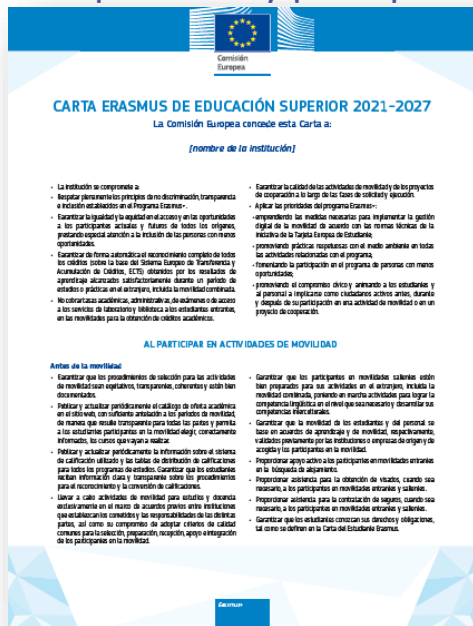 Comisión
Europea
CARTA ERASMUS DE EDUCACIÓN SUPERIOR 2021-2027
La Comisión Europea concede esta Carta a:
[nombre de la institución]
• La institución se compromete a:
• Respetar plenamente los principios de no discriminación, transparencia
e inclusión establecidos en el Programa Erasmus+.
• Garantizar la igualdad y la equidad en el acceso y en las oportunidades
a los participantes actuales y futuros de todos los orígenes,
prestando especial atención a la inclusión de las personas con menos
oportunidades.
• Garantizar de forma automática el reconocimiento completo de todos
los créditos (sobre la base del Sistema Europeo de Transferencia y
Acumulación de Créditos, ECTS) obtenidos por los resultados de
aprendizaje alcanzados satisfactoriamente durante un período de
estudios o prácticas en el extranjero, incluida la movilidad combinada.
• No cobrar tasas académicas, administrativas, de exámenes o de acceso
a los servicios de laboratorio y biblioteca a los estudiantes entrantes,
en las movilidades para la obtención de créditos académicos.
• Garantizar la calidad de las actividades de movilidad y de los proyectos
de cooperación a lo largo de las fases de solicitud y ejecución.
• Aplicar las prioridades del programa Erasmus+:
• emprendiendo las medidas necesarias para implementar la gestión
digital de la movilidad de acuerdo con las normas técnicas de la
iniciativa de la Tarjeta Europea de Estudiante;
• promoviendo prácticas respetuosas con el medio ambiente en todas
las actividades relacionadas con el programa;
• fomentando la participación en el programa de personas con menos
oportunidades;
• promoviendo el compromiso cívico y animando a los estudiantes y
al personal a implicarse como ciudadanos activos antes, durante
y después de su participación en una actividad de movilidad o en un
proyecto de cooperación.
AL PARTICIPAR EN ACTIVIDADES DE MOVILIDAD
Antes de la movilidad
• Garantizar que los procedimientos de selección para las actividades
de movilidad sean equitativos, transparentes, coherentes y estén bien
documentados.
• Publicar y actualizar periódicamente el catálogo de oferta académica
en el sitio web, con suficiente antelación a los períodos de movilidad,
de manera que resulte transparente para todas las partes y permita
a los estudiantes participantes en la movilidad elegir, correctamente
informados, los cursos que vayan a realizar.
• Publicar y actualizar periódicamente la información sobre el sistema
de calificación utilizado y las tablas de distribución de calificaciones
para todos los programas de estudios. Garantizar que los estudiantes
reciban información clara y transparente sobre los procedimientos
para el reconocimiento y la conversión de calificaciones.
• Llevar a cabo actividades de movilidad para estudios y docencia
exclusivamente en el marco de acuerdos previos entre instituciones
que establezcan los cometidos y las responsabilidades de las distintas
partes, así como su compromiso de adoptar criterios de calidad
comunes para la selección, preparación, recepción, apoyo e integración
de los participantes en la movilidad.
• Garantizar que los participantes en movilidades salientes estén
bien preparados para sus actividades en el extranjero, incluida la
movilidad combinada, poniendo en marcha actividades para lograr la
competencia lingüística en el nivel que sea necesario y desarrollar sus
competencias interculturales.
• Garantizar que la movilidad de los estudiantes y del personal se
base en acuerdos de aprendizaje y de movilidad, respectivamente,
validados previamente por las instituciones o empresas de origen y de
acogida y los participantes en la movilidad.
• Proporcionar apoyo activo a los participantes en movilidades entrantes
en la búsqueda de alojamiento.
• Proporcionar asistencia para la obtención de visados, cuando sea
necesario, a los participantes en movilidades entrantes y salientes.
• Proporcionar asistencia para la contratación de seguros, cuando sea
necesario, a los participantes en movilidades entrantes y salientes.
• Garantizar que los estudiantes conozcan sus derechos y obligaciones,
tal como se definen en la Carta del Estudiante Erasmus.
Erasmus+